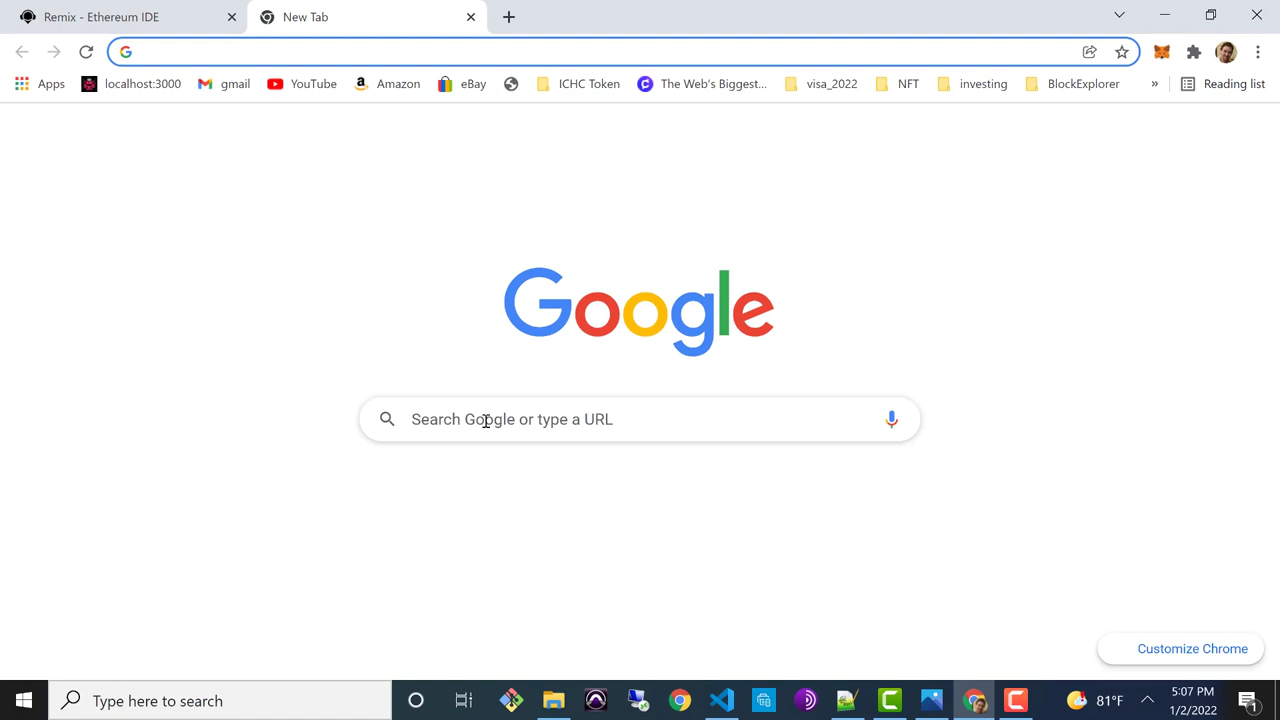 Remix - Ethereum IDE
New Tab
Apps
localhost:3000
gmail
YouTube
Amazon
eBay
ICHC Token
The Web's Biggest...
visa_2022
NFT
investing
BlockExplorer
»
Reading list
Google
Search Google or type a URL
Customize Chrome
Type here to search
81°F
5:07 PM
1/2/2022
1